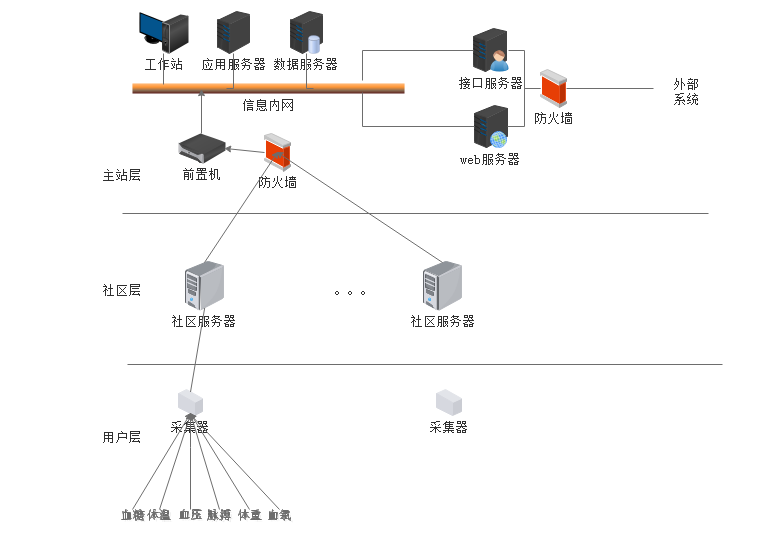 工作站
应用服务器
数据服务器
接口服务器
外部
系统
信息内网
防火墙
web服务器
主站层
前置机
防火墙
社区层
社区服务器
。。。
社区服务器
采集器
采集器
用户层
血糖
体温
血压
脉搏
体重
血氧